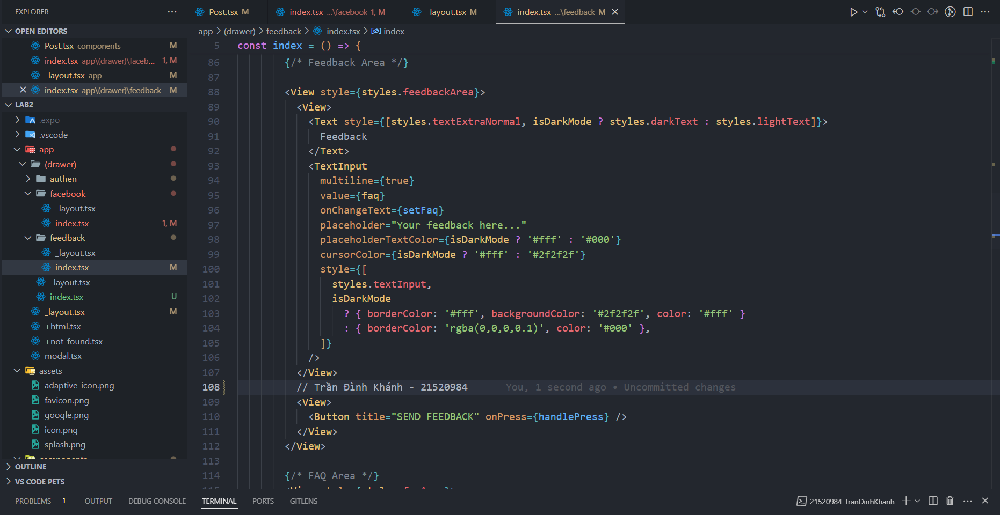 EXPLORER
OPEN EDITORS
Post.tsx components M
index.tsx app\(drawer)\faceb... 1, M
_layout.tsx app M
index.tsx app\(drawer)\feedback M
LAB2
.expo
.vscode
app
(drawer)
authen
facebook
_layout.tsx
index.tsx 1, M
feedback
_layout.tsx
index.tsx M
_layout.tsx
index.tsx U
_layout.tsx M
+html.tsx
+not-found.tsx
modal.tsx
assets
adaptive-icon.png
favicon.png
google.png
icon.png
splash.png
components
OUTLINE
VS CODE PETS
Post.tsx M
index.tsx ...\facebook 1, M
_layout.tsx M
index.tsx ...\feedback M
app > (drawer) > feedback > index.tsx > index
5 const index = () => {
86 {/* Feedback Area */}
87
88 <View style={styles.feedbackArea}>
89 <View>
90 <Text style={[styles.textExtraNormal, isDarkMode ? styles.darkText : styles.lightText]}>
91 Feedback
92 </Text>
93 <TextInput
94 multiline={true}
95 value={faq}
96 onChangeText={setFaq}
97 placeholder="Your feedback here..."
98 placeholderTextColor={isDarkMode ? '#fff' : '#000'}
99 cursorColor={isDarkMode ? '#fff' : '#2f2f2f'}
100 style={[
101 styles.textInput,
102 isDarkMode
103 ? { borderColor: '#fff', backgroundColor: '#2f2f2f', color: '#fff' }
104 : { borderColor: 'rgba(0,0,0,0.1)', color: '#000' },
105 ]}
106 />
107 </View>
108 // Trần Đình Khánh - 21520984 You, 1 second ago • Uncommitted changes
109 <View>
110 <Button title="SEND FEEDBACK" onPress={handlePress} />
111 </View>
112 </View>
113
114 {/* FAQ Area */}
PROBLEMS 1 OUTPUT DEBUG CONSOLE TERMINAL PORTS GITLENS
21520984_TranDinhKhanh